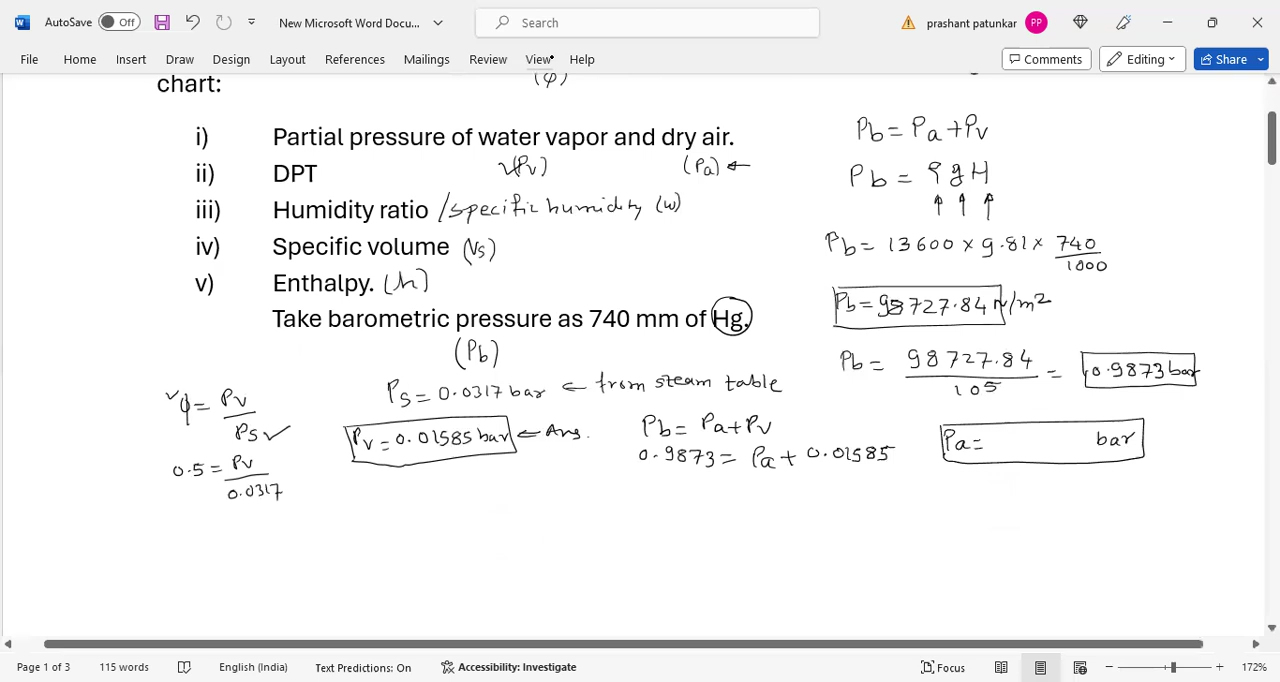 AutoSave Off New Microsoft Word Docu... Search prashant patunkar PP
File Home Insert Draw Design Layout References Mailings Review View Help Comments Editing Share
(φ)
chart:
Pb = Pa + Pv
i) Partial pressure of water vapor and dry air.
(Pv) (Pa) ←
ii) DPT
Pb = ρ g H
iii) Humidity ratio / specific humidity (w)
↑ ↑ ↑
iv) Specific volume (Vs)
Pb = 13600 × 9.81 × 740/1000
v) Enthalpy. (h)
Pb = 98727.84 N/m²
Take barometric pressure as 740 mm of Hg.
(Pb)
Pb = 98727.84/105 = 0.9873 bar
Ps = 0.0317 bar ← from steam table
✓ φ = Pv/Ps ✓
Pv = 0.01585 bar ← Ans.
Pb = Pa + Pv
0.9873 = Pa + 0.01585
Pa = bar
0.5 = Pv/0.0317
Page 1 of 3 115 words English (India) Text Predictions: On Accessibility: Investigate Focus 172%